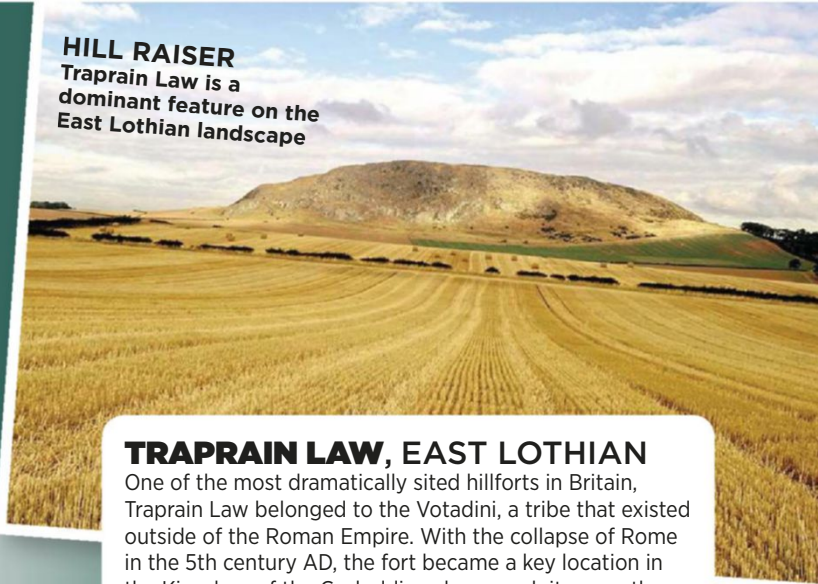 HILL RAISER
Traprain Law is a
dominant feature on the
East Lothian landscape
TRAPRAIN LAW, EAST LOTHIAN
One of the most dramatically sited hillforts in Britain,
Traprain Law belonged to the Votadini, a tribe that existed
outside of the Roman Empire. With the collapse of Rome
in the 5th century AD, the fort became a key location in